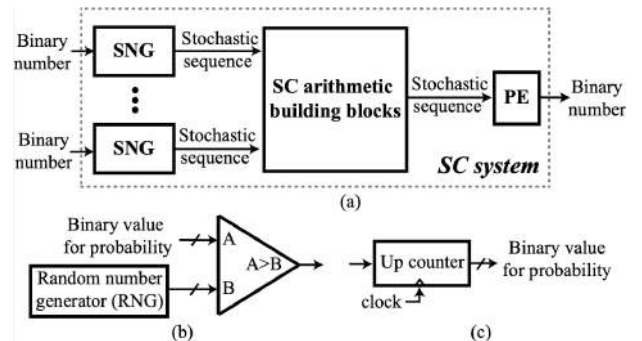 Binary number
SNG
Stochastic sequence
Binary number
SNG
Stochastic sequence
SC arithmetic building blocks
Stochastic sequence
PE
Binary number
SC system
(a)
Binary value for probability
A
A>B
Random number generator (RNG)
B
(b)
Up counter
clock
Binary value for probability
(c)